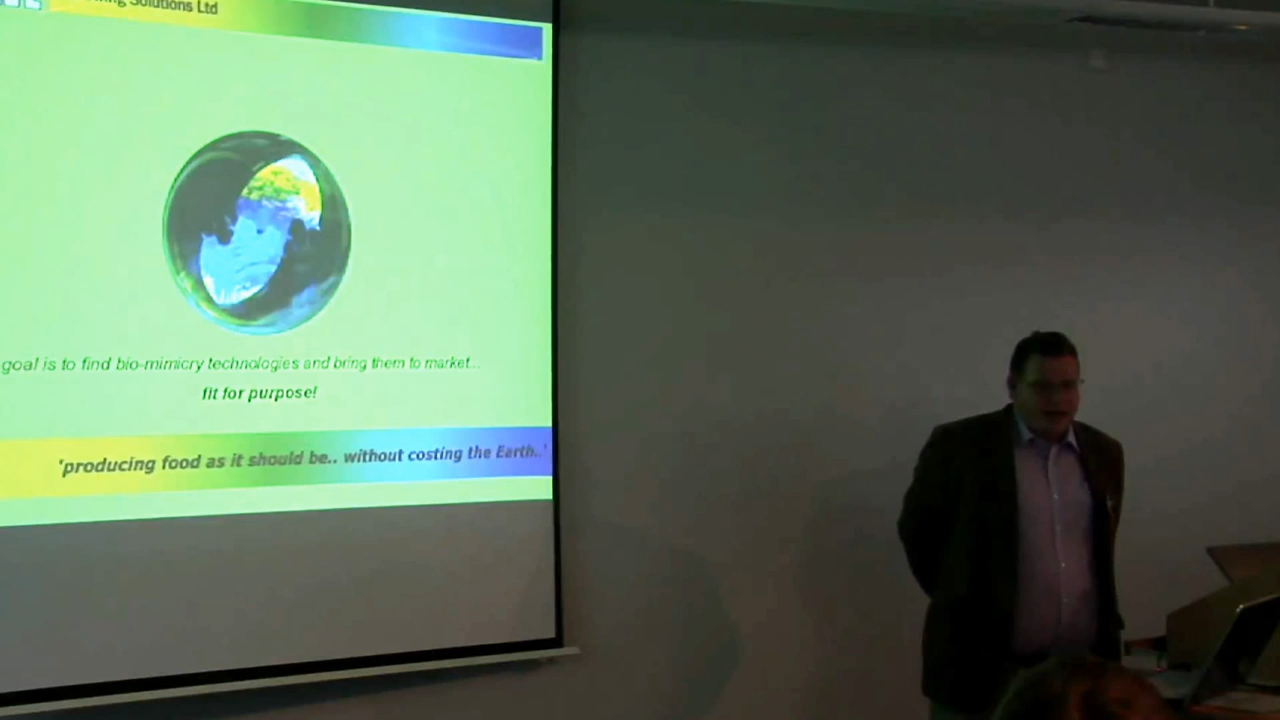 Solutions Ltd
goal is to find bio-mimicry technologies and bring them to market...
fit for purpose!
'producing food as it should be.. without costing the Earth..'